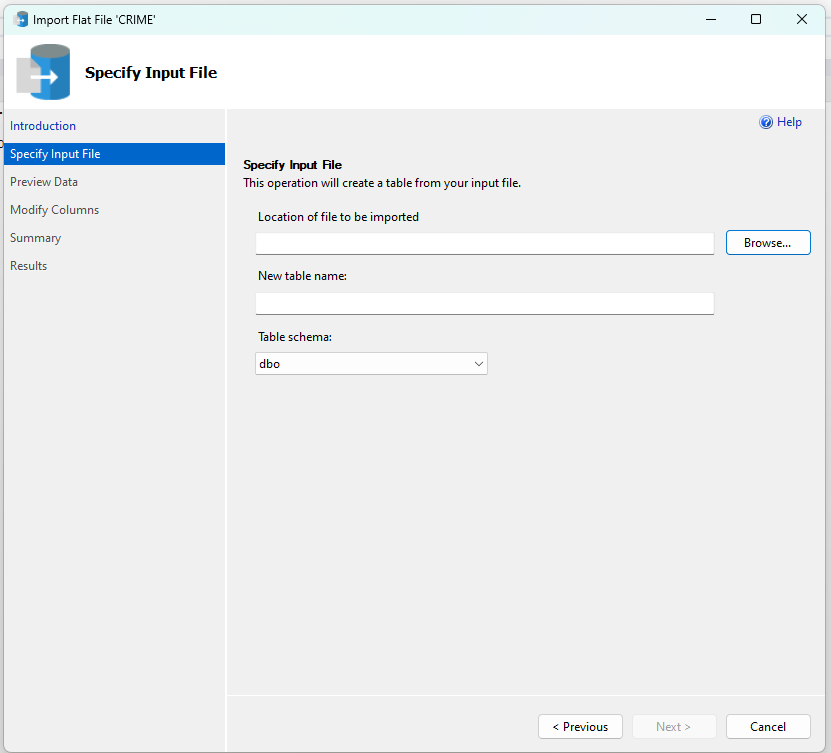 Import Flat File 'CRIME'
Specify Input File
Help
Introduction
Specify Input File
Preview Data
Modify Columns
Summary
Results
Specify Input File
This operation will create a table from your input file.
Location of file to be imported
Browse...
New table name:
Table schema:
dbo
< Previous
Next >
Cancel